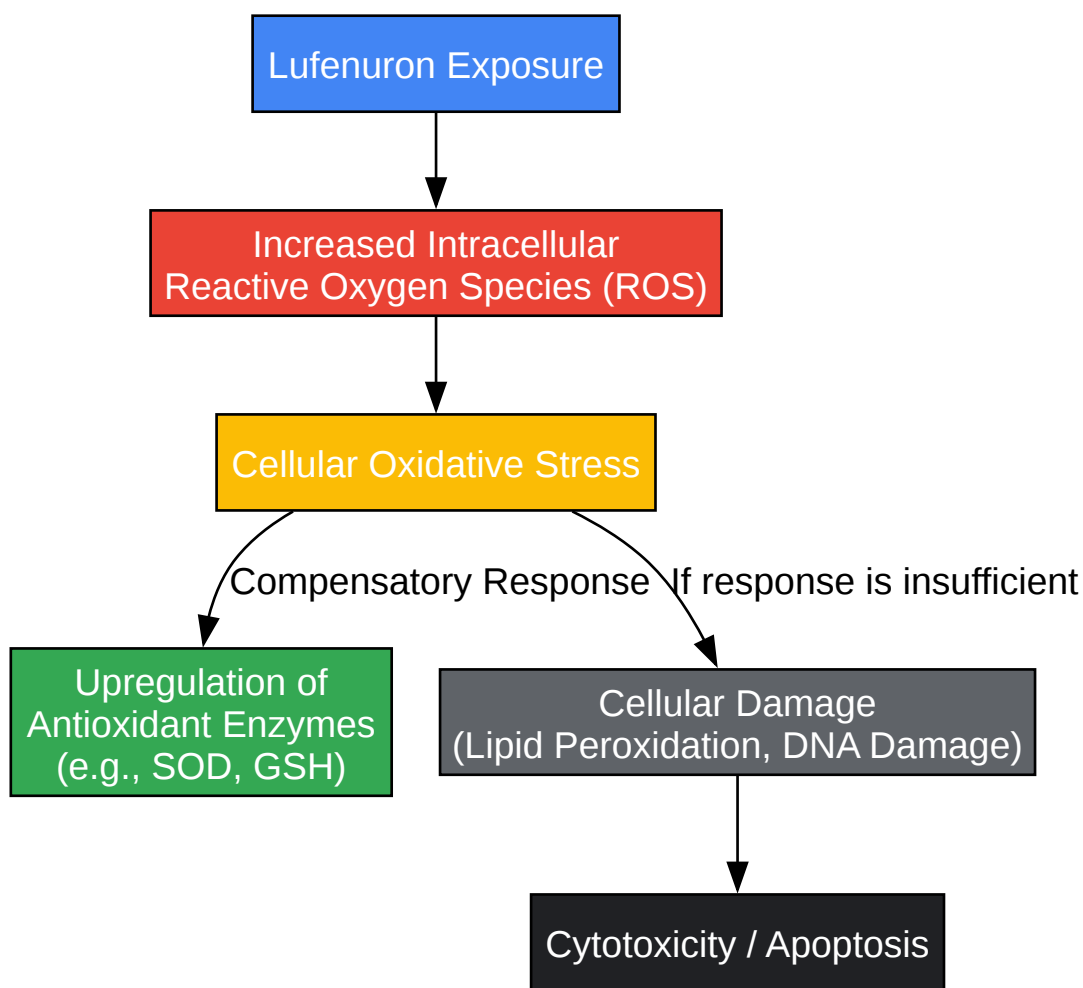 Lufenuron Exposure
Increased Intracellular
Reactive Oxygen Species (ROS)
Cellular Oxidative Stress
Compensatory Response
If response is insufficient
Upregulation of
Antioxidant Enzymes
(e.g., SOD, GSH)
Cellular Damage
(Lipid Peroxidation, DNA Damage)
Cytotoxicity / Apoptosis